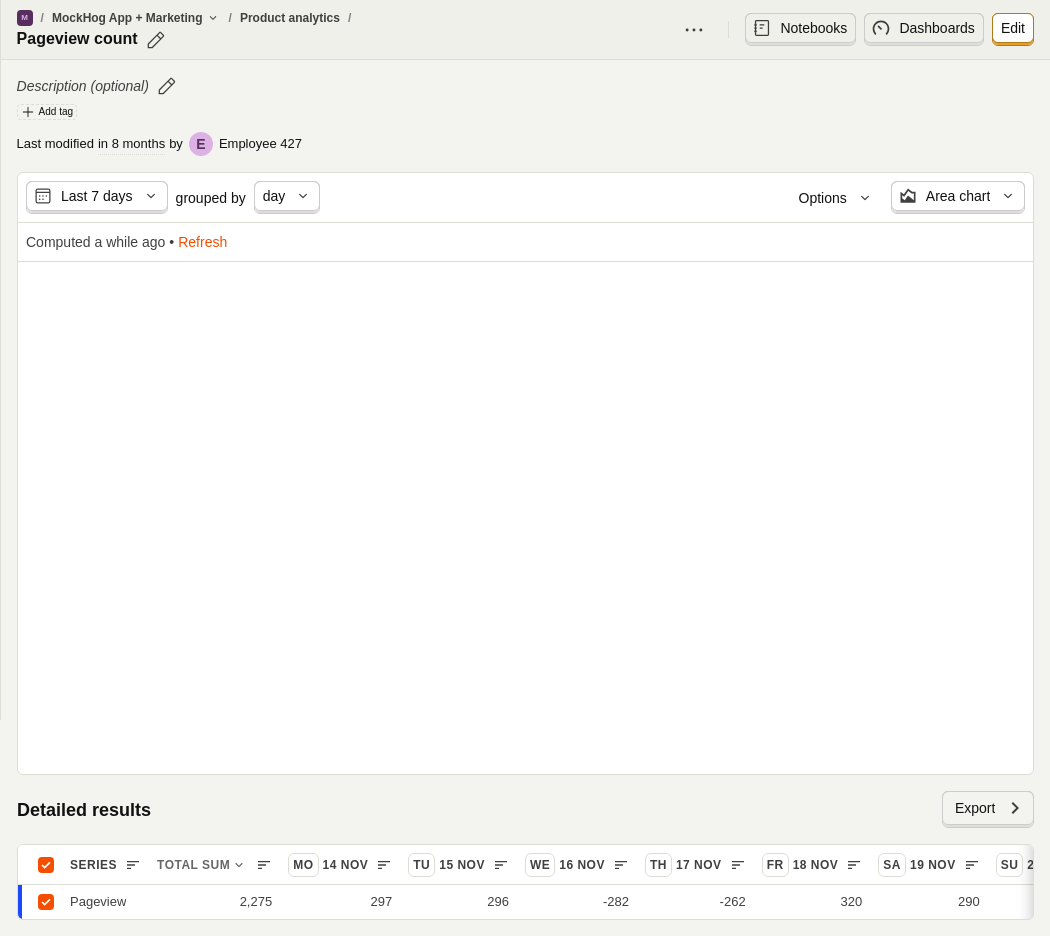 M / MockHog App + Marketing / Product analytics /
Pageview count
Notebooks
Dashboards
Edit
Description (optional)
Add tag
Last modified in 8 months by E Employee 427
Last 7 days grouped by day
Options
Area chart
Computed a while ago • Refresh
Detailed results
Export
SERIES TOTAL SUM MO 14 NOV TU 15 NOV WE 16 NOV TH 17 NOV FR 18 NOV SA 19 NOV SU 2
Pageview 2,275 297 296 -282 -262 320 290